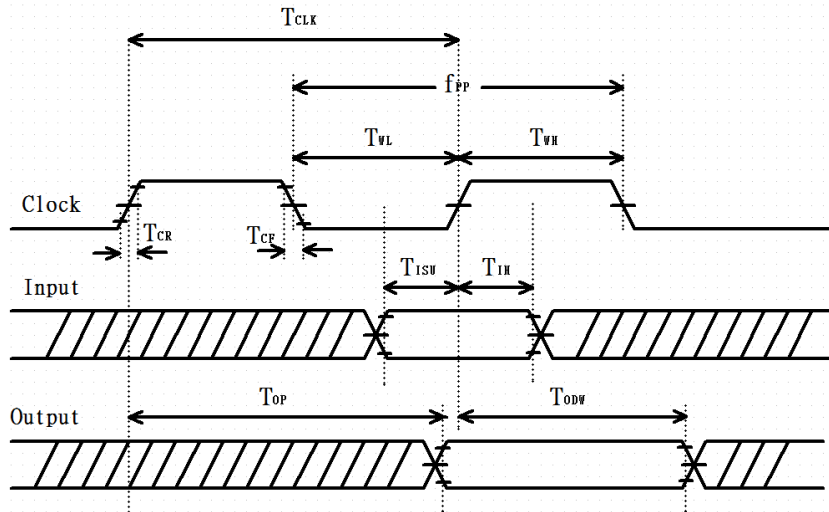 TCLK
fPP
TWL
TWH
Clock
TCR
TCF
TISU
TIH
Input
TOP
TODW
Output